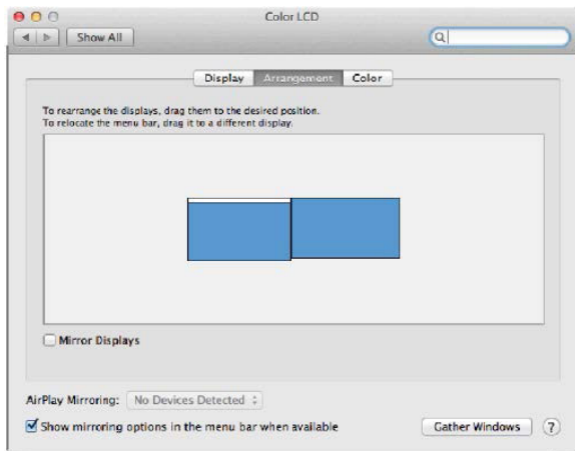 Color LCD
Show All
Display Arrangement Color
To rearrange the displays, drag them to the desired position.
To relocate the menu bar, drag it to a different display.
Mirror Displays
AirPlay Mirroring: No Devices Detected
Show mirroring options in the menu bar when available Gather Windows ?